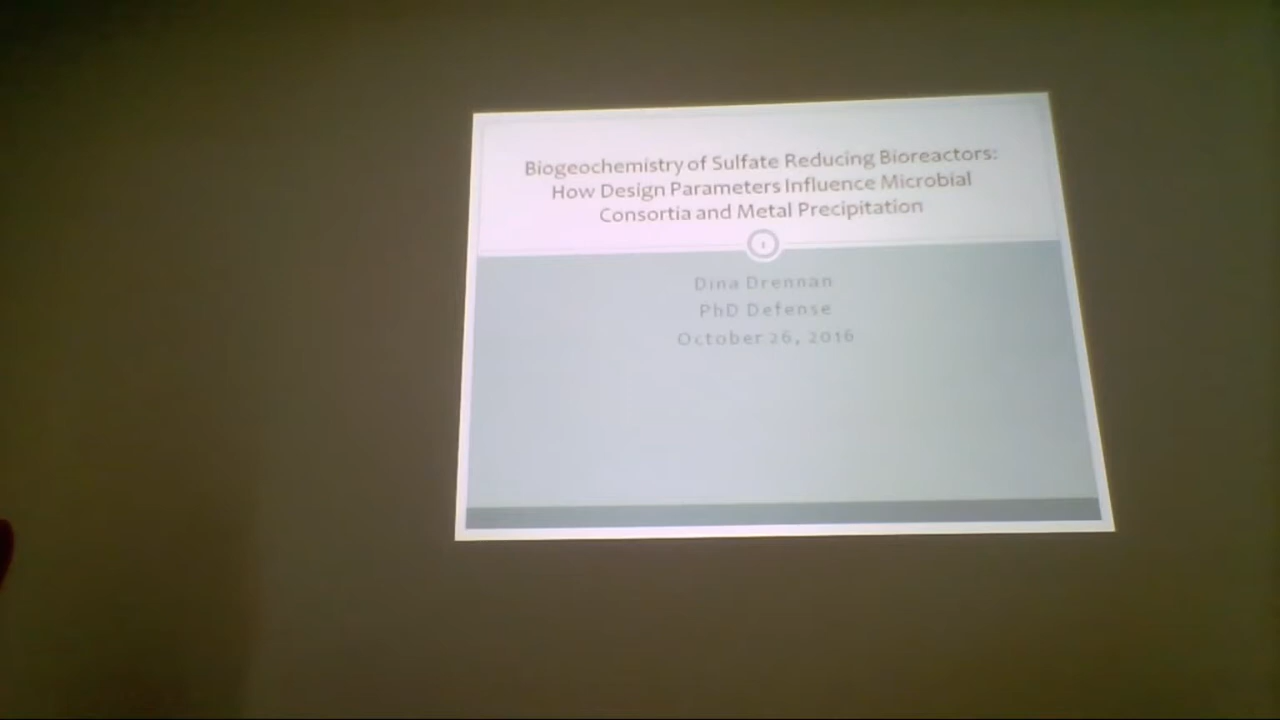 Biogeochemistry of Sulfate Reducing Bioreactors:
How Design Parameters Influence Microbial
Consortia and Metal Precipitation
1
Dina Drennan
PhD Defense
October 26, 2016